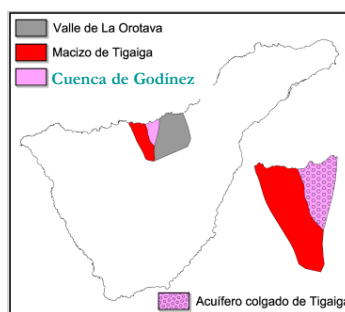 Valle de La Orotava
Macizo de Tigaiga
Cuenca de Godínez
Acuífero colgado de Tigaiga